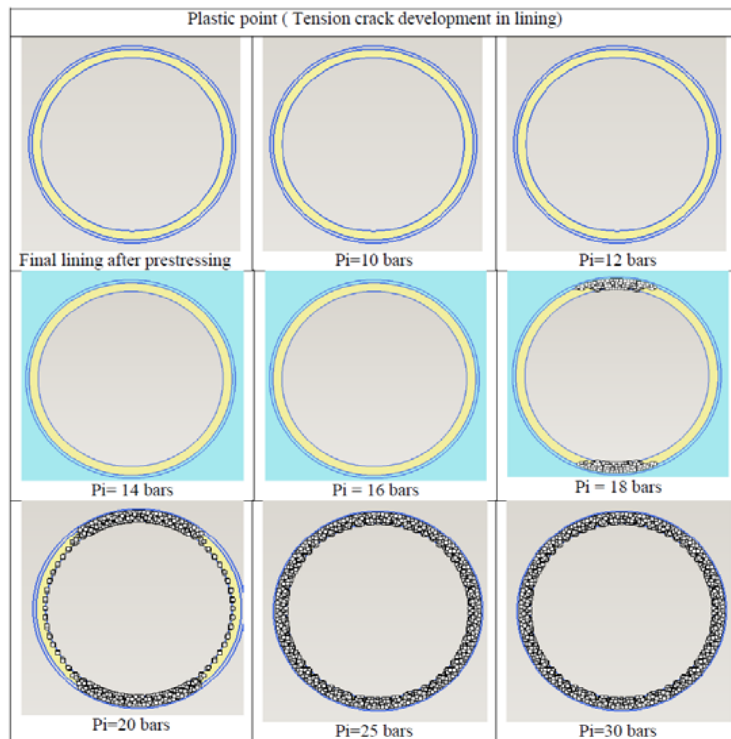 Plastic point ( Tension crack development in lining)
Final lining after prestressing
Pi=10 bars
Pi=12 bars
Pi= 14 bars
Pi = 16 bars
Pi = 18 bars
Pi=20 bars
Pi=25 bars
Pi=30 bars